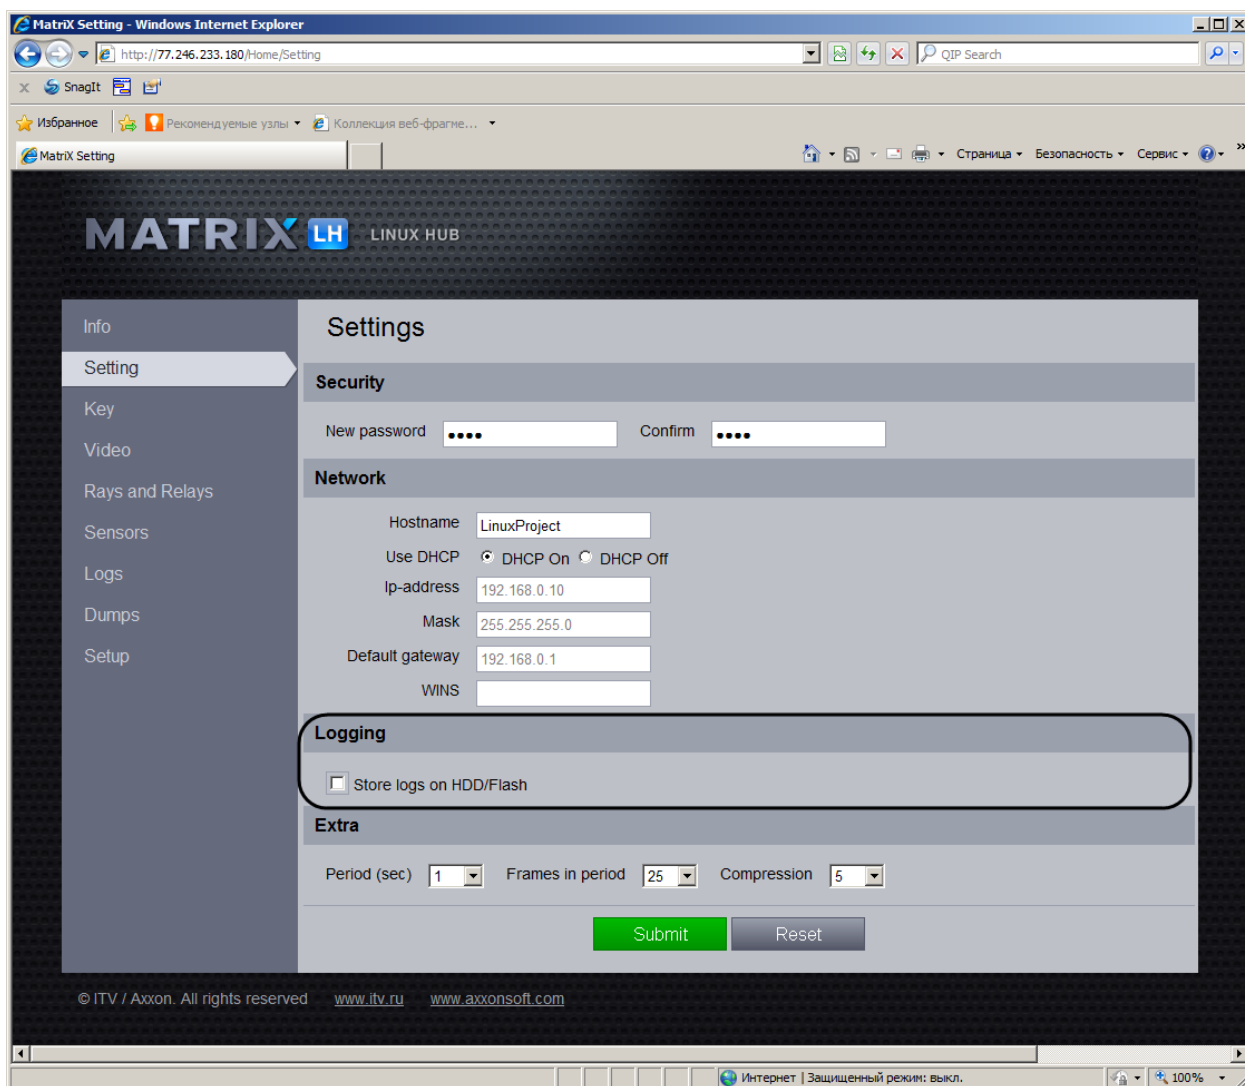 MatriX Setting - Windows Internet Explorer
http://77.246.233.180/Home/Setting
QIP Search
x SnagIt
Избранное Рекомендуемые узлы Коллекция веб-фрагме...
MatriX Setting
Страница Безопасность Сервис »
MATRIX LH LINUX HUB
Info
Setting
Key
Video
Rays and Relays
Sensors
Logs
Dumps
Setup
Settings
Security
New password •••• Confirm ••••
Network
Hostname LinuxProject
Use DHCP DHCP On DHCP Off
Ip-address 192.168.0.10
Mask 255.255.255.0
Default gateway 192.168.0.1
WINS
Logging
Store logs on HDD/Flash
Extra
Period (sec) 1 Frames in period 25 Compression 5
Submit Reset
© ITV / Axxon. All rights reserved www.itv.ru www.axxonsoft.com
Интернет | Защищенный режим: выкл. 100%